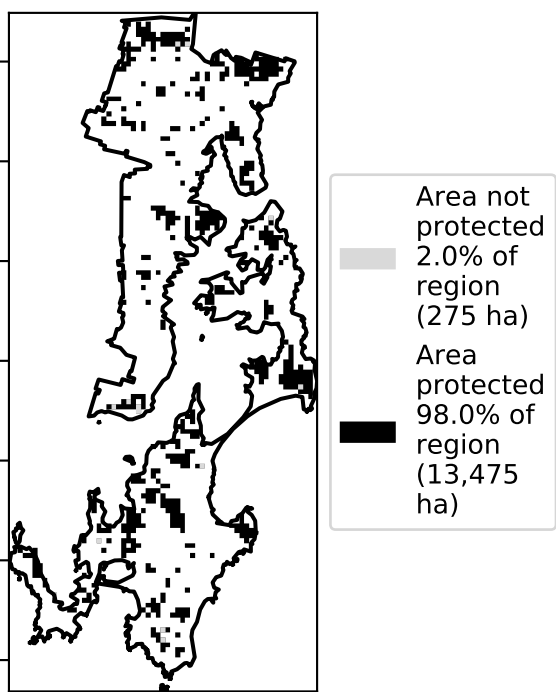 Area not
protected
2.0% of
region
(275 ha)
Area
protected
98.0% of
region
(13,475
ha)